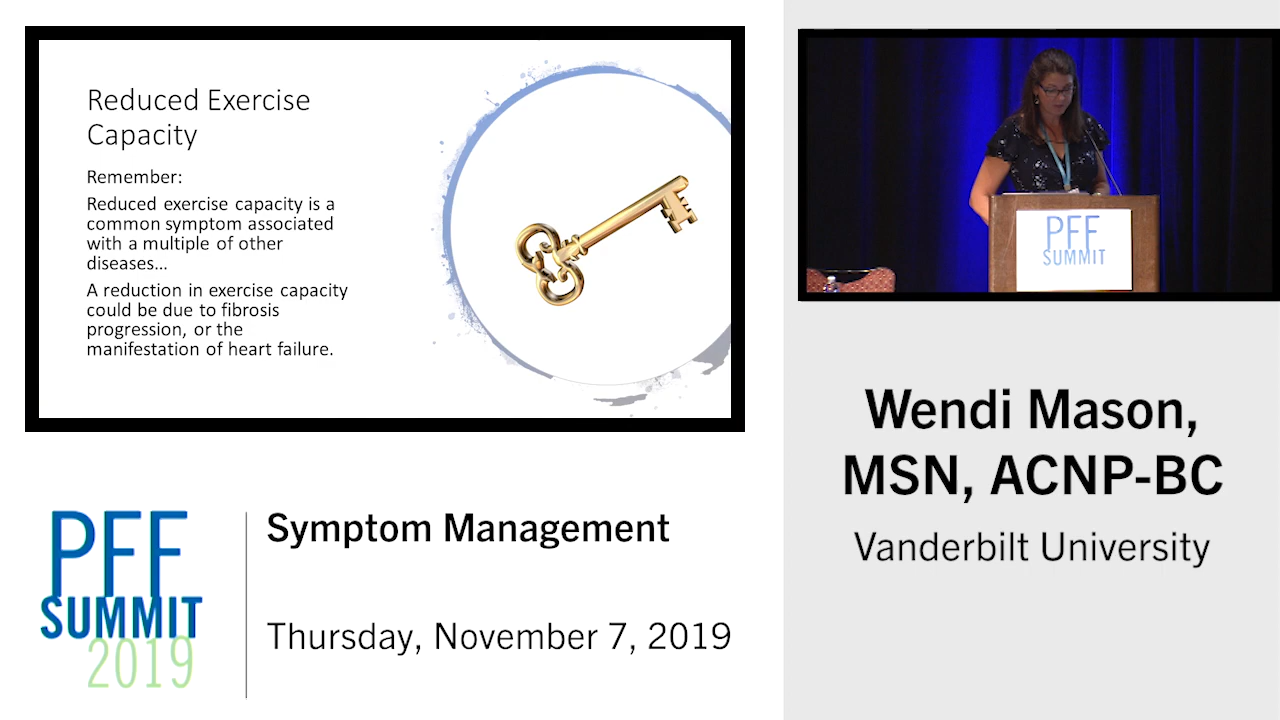 Reduced Exercise
Capacity
Remember:
Reduced exercise capacity is a
common symptom associated
with a multiple of other
diseases...
A reduction in exercise capacity
could be due to fibrosis
progression, or the
manifestation of heart failure.
PFF
SUMMIT
Wendi Mason,
MSN, ACNP-BC
Vanderbilt University
PFF
SUMMIT
2019
Symptom Management
Thursday, November 7, 2019